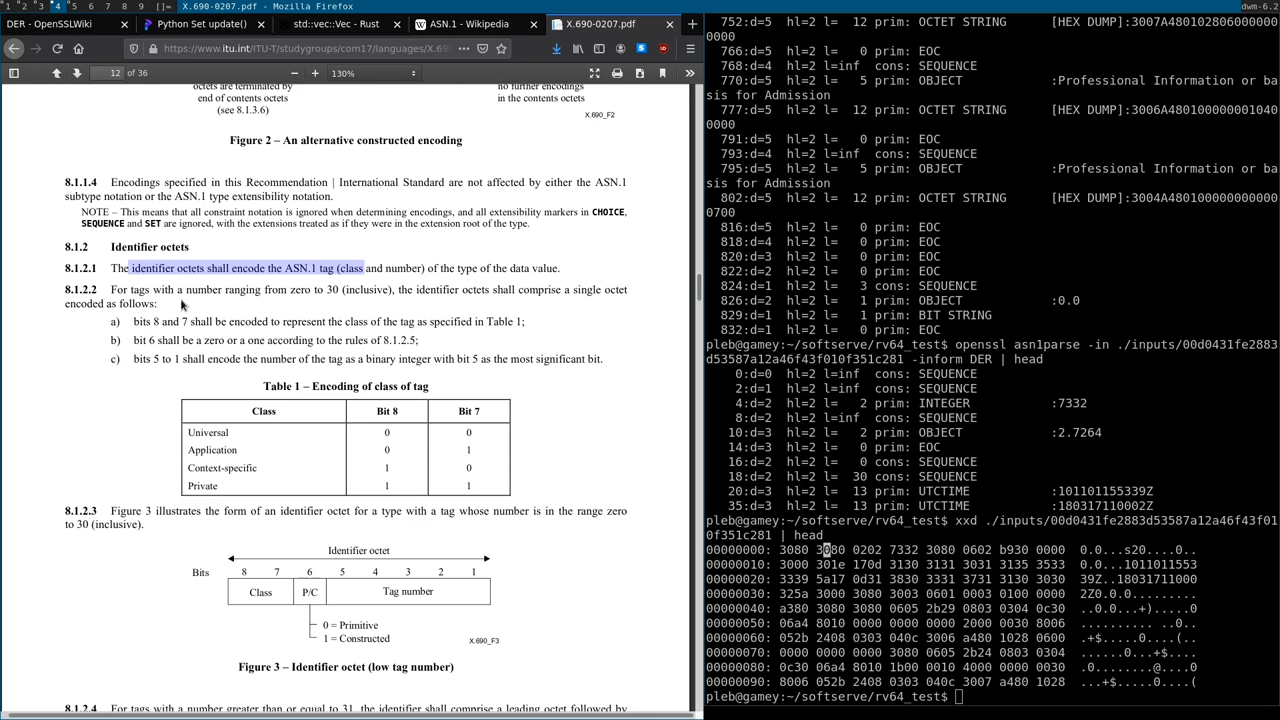 1 2 3 4 5 6 7 8 9 []= X.690-0207.pdf - Mozilla Firefox
dwm-6.2
DER - OpenSSLWiki
Python Set update()
std::vec::Vec - Rust
ASN.1 - Wikipedia
X.690-0207.pdf
https://www.itu.int/ITU-T/studygroups/com17/languages/X.69
12 of 36
130%
octets are terminated by
end of contents octets
(see 8.1.3.6)
no further encodings
in the contents octets
X.690_F2
Figure 2 – An alternative constructed encoding
8.1.1.4 Encodings specified in this Recommendation | International Standard are not affected by either the ASN.1
subtype notation or the ASN.1 type extensibility notation.
NOTE – This means that all constraint notation is ignored when determining encodings, and all extensibility markers in CHOICE,
SEQUENCE and SET are ignored, with the extensions treated as if they were in the extension root of the type.
8.1.2 Identifier octets
8.1.2.1 The identifier octets shall encode the ASN.1 tag (class and number) of the type of the data value.
8.1.2.2 For tags with a number ranging from zero to 30 (inclusive), the identifier octets shall comprise a single octet
encoded as follows:
a) bits 8 and 7 shall be encoded to represent the class of the tag as specified in Table 1;
b) bit 6 shall be a zero or a one according to the rules of 8.1.2.5;
c) bits 5 to 1 shall encode the number of the tag as a binary integer with bit 5 as the most significant bit.
Table 1 – Encoding of class of tag
Class Bit 8 Bit 7
Universal 0 0
Application 0 1
Context-specific 1 0
Private 1 1
8.1.2.3 Figure 3 illustrates the form of an identifier octet for a type with a tag whose number is in the range zero
to 30 (inclusive).
Identifier octet
Bits 8 7 6 5 4 3 2 1
Class P/C Tag number
0 = Primitive
1 = Constructed
X.690_F3
Figure 3 – Identifier octet (low tag number)
8.1.2.4 For tags with a number greater than or equal to 31, the identifier shall comprise a leading octet followed by
752:d=5 hl=2 l= 12 prim: OCTET STRING [HEX DUMP]:3007A480102806000000
0000
766:d=5 hl=2 l= 0 prim: EOC
768:d=4 hl=2 l=inf cons: SEQUENCE
770:d=5 hl=2 l= 5 prim: OBJECT :Professional Information or ba
sis for Admission
777:d=5 hl=2 l= 12 prim: OCTET STRING [HEX DUMP]:3006A480100000001040
0000
791:d=5 hl=2 l= 0 prim: EOC
793:d=4 hl=2 l=inf cons: SEQUENCE
795:d=5 hl=2 l= 5 prim: OBJECT :Professional Information or ba
sis for Admission
802:d=5 hl=2 l= 12 prim: OCTET STRING [HEX DUMP]:3004A480100000000000
0700
816:d=5 hl=2 l= 0 prim: EOC
818:d=4 hl=2 l= 0 prim: EOC
820:d=3 hl=2 l= 0 prim: EOC
822:d=2 hl=2 l= 0 prim: EOC
824:d=1 hl=2 l= 3 cons: SEQUENCE
826:d=2 hl=2 l= 1 prim: OBJECT :0.0
829:d=1 hl=2 l= 1 prim: BIT STRING
832:d=1 hl=2 l= 0 prim: EOC
pleb@gamey:~/softserve/rv64_test$ openssl asn1parse -in ./inputs/00d0431fe2883
d53587a12a46f43f010f351c281 -inform DER | head
0:d=0 hl=2 l=inf cons: SEQUENCE
2:d=1 hl=2 l=inf cons: SEQUENCE
4:d=2 hl=2 l= 2 prim: INTEGER :7332
8:d=2 hl=2 l=inf cons: SEQUENCE
10:d=3 hl=2 l= 2 prim: OBJECT :2.7264
14:d=3 hl=2 l= 0 prim: EOC
16:d=2 hl=2 l= 0 cons: SEQUENCE
18:d=2 hl=2 l= 30 cons: SEQUENCE
20:d=3 hl=2 l= 13 prim: UTCTIME :101101155339Z
35:d=3 hl=2 l= 13 prim: UTCTIME :180317110002Z
pleb@gamey:~/softserve/rv64_test$ xxd ./inputs/00d0431fe2883d53587a12a46f43f01
0f351c281 | head
00000000: 3080 3080 0202 7332 3080 0602 b930 0000 0.0...s20....0..
00000010: 3000 301e 170d 3130 3131 3031 3135 3533 0.0...1011011553
00000020: 3339 5a17 0d31 3830 3331 3731 3130 3030 39Z..18031711000
00000030: 325a 3000 3080 3003 0601 0003 0100 0000 2Z0.0.0.........
00000040: a380 3080 3080 0605 2b29 0803 0304 0c30 ..0.0...+).....0
00000050: 06a4 8010 0000 0000 0000 2000 0030 8006 .......... ..0..
00000060: 052b 2408 0303 040c 3006 a480 1028 0600 .+$.....0....(..
00000070: 0000 0000 0000 3080 0605 2b24 0803 0304 ......0...+$....
00000080: 0c30 06a4 8010 1b00 0010 4000 0000 0030 .0........@....0
00000090: 8006 052b 2408 0303 040c 3007 a480 1028 ...+$.....0....(
pleb@gamey:~/softserve/rv64_test$